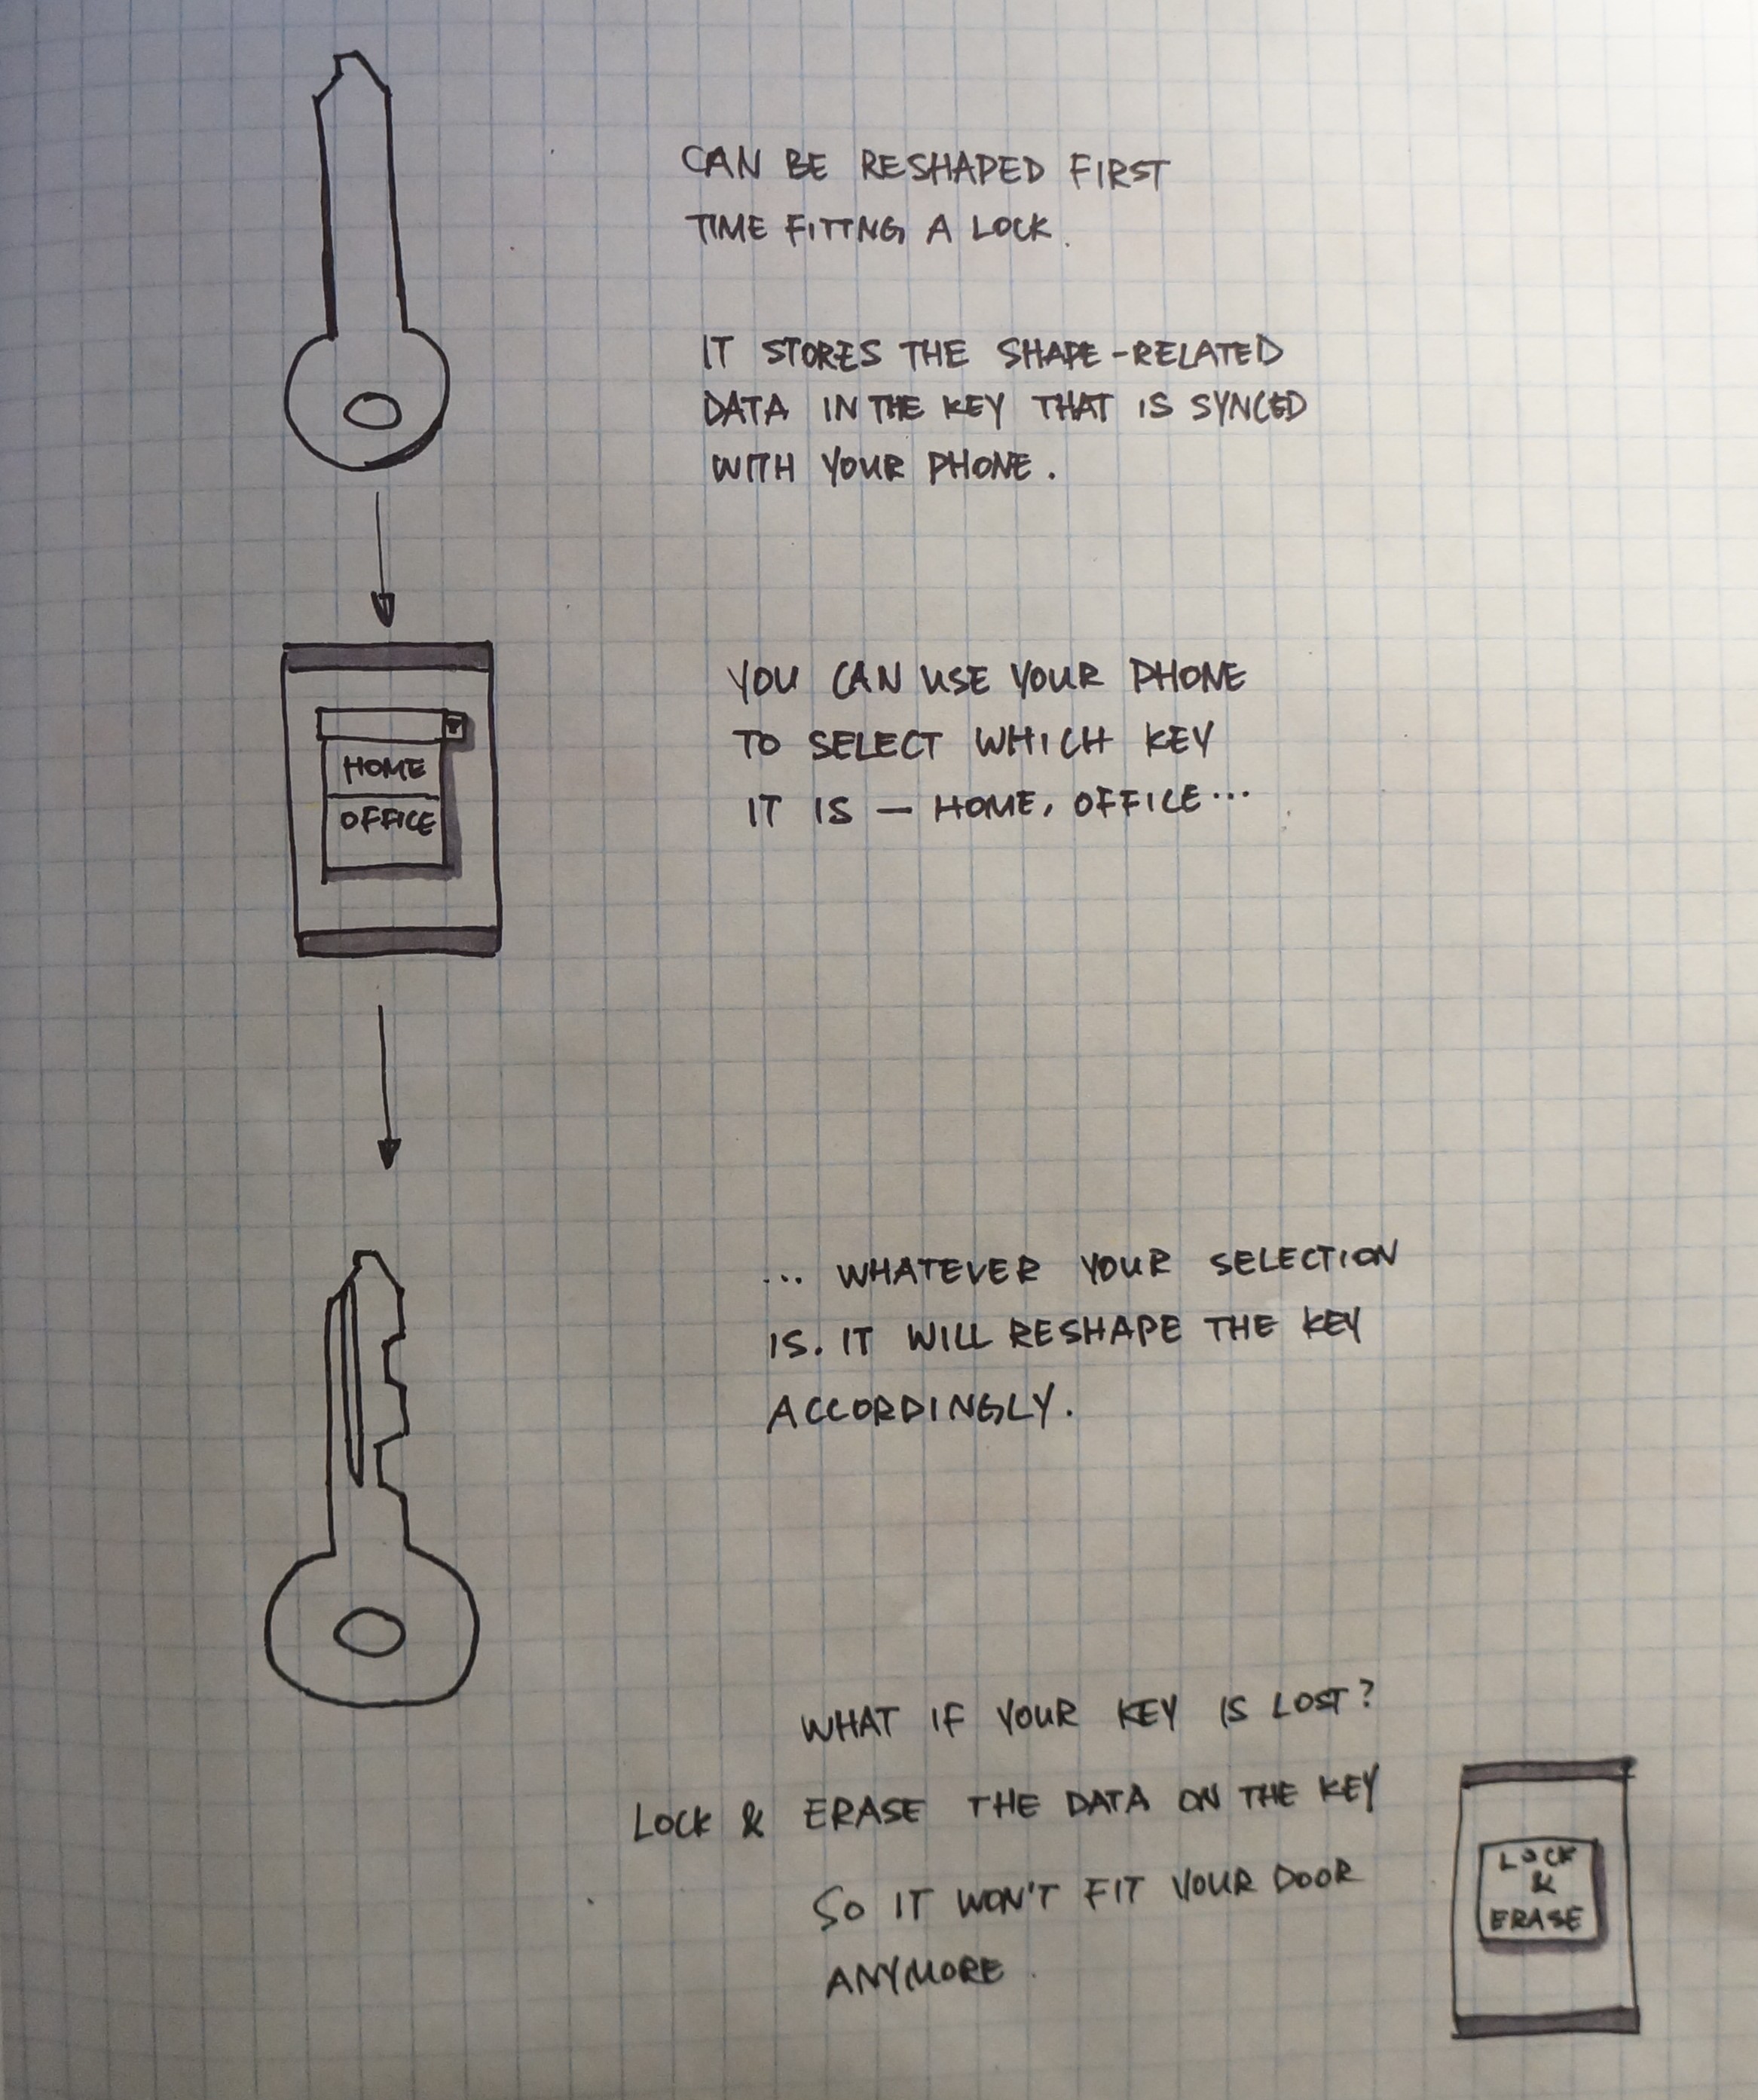 CAN BE RESHAPED FIRST
TIME FITTNG A LOCK.
IT STORES THE SHAPE-RELATED
DATA IN THE KEY THAT IS SYNCED
WITH YOUR PHONE.
HOME
OFFICE
YOU CAN USE YOUR PHONE
TO SELECT WHICH KEY
IT IS — HOME, OFFICE...
... WHATEVER YOUR SELECTION
IS. IT WILL RESHAPE THE KEY
ACCORDINGLY.
WHAT IF YOUR KEY IS LOST?
LOCK & ERASE THE DATA ON THE KEY
SO IT WON'T FIT YOUR DOOR
ANYMORE.
LOCK
&
ERASE